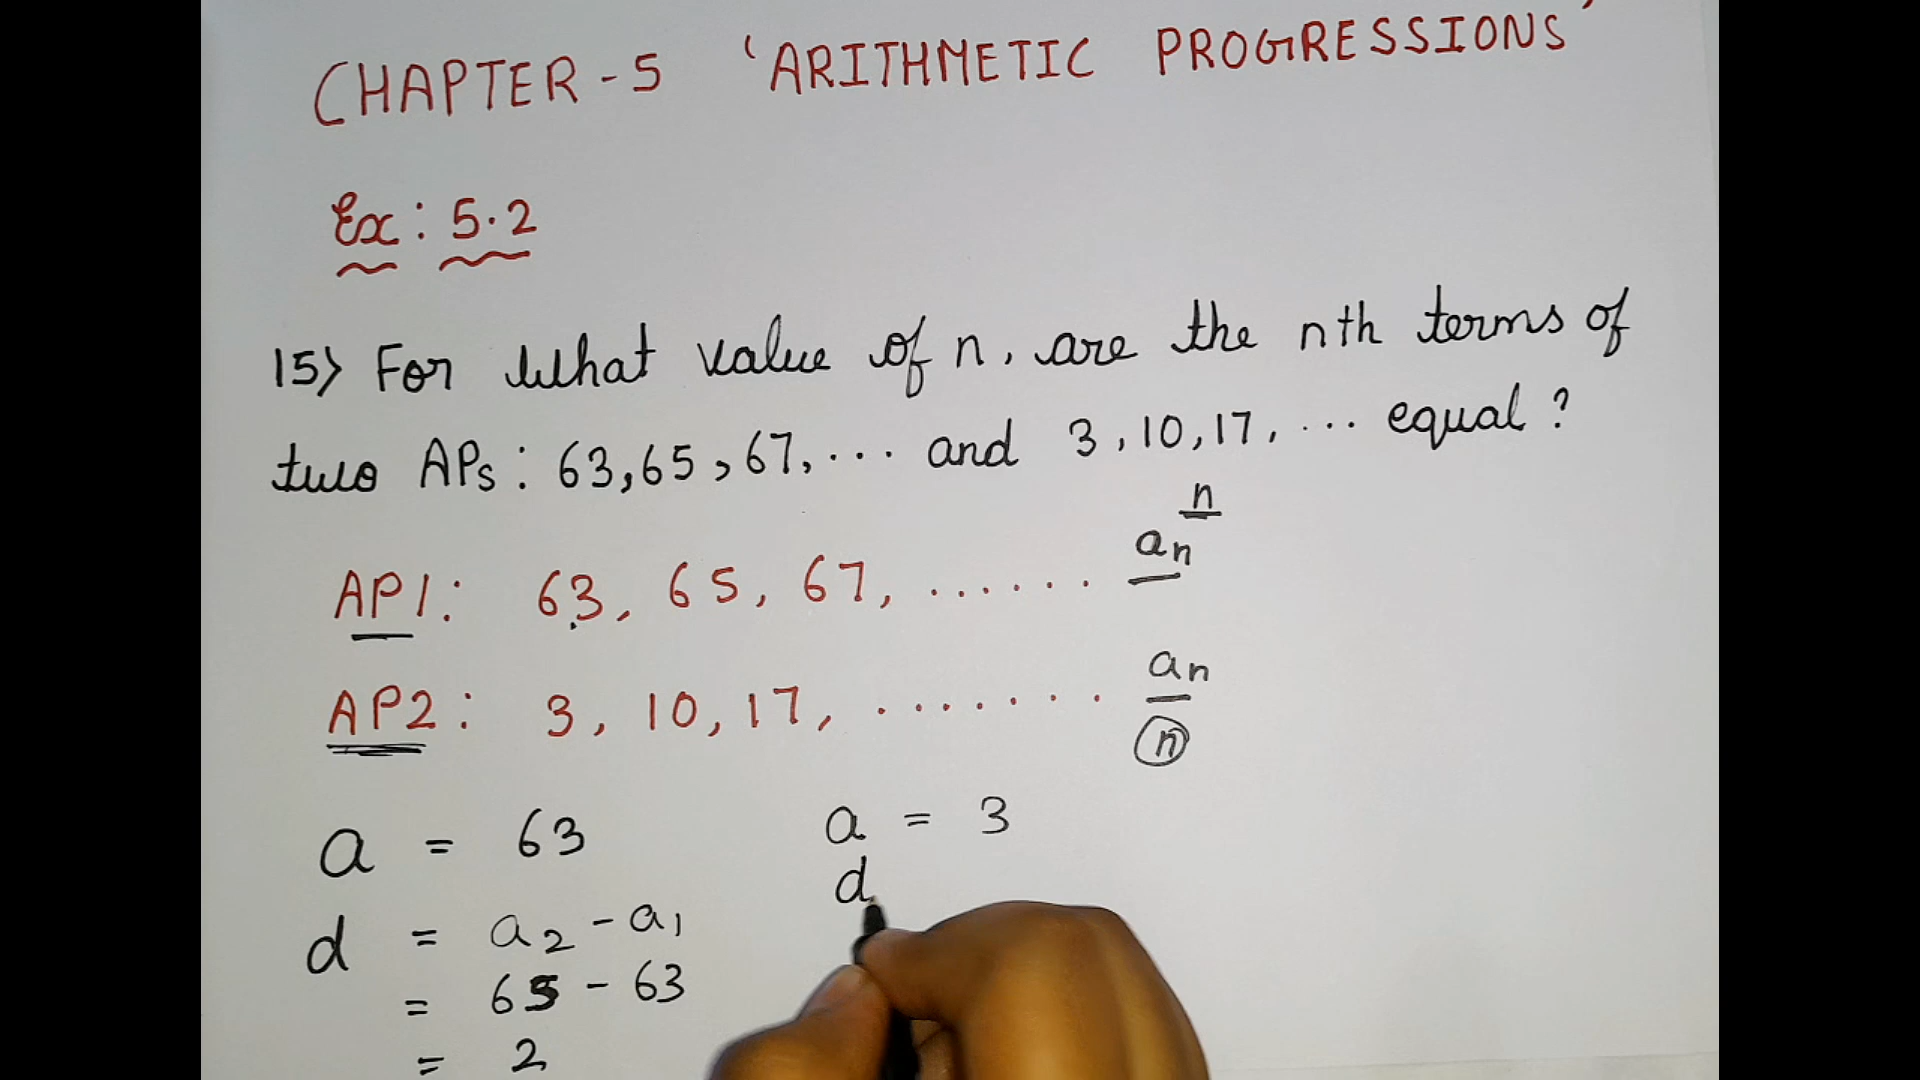 CHAPTER-5 'ARITHMETIC PROGRESSIONS'
Ex: 5.2
15) For what value of n, are the nth terms of
two APs: 63,65,67,... and 3,10,17,... equal?
n
AP1: 63, 65, 67, ...... an
AP2: 3, 10, 17, ....... an
n
a = 63 a = 3
d = a2 - a1 d
= 65 - 63
= 2